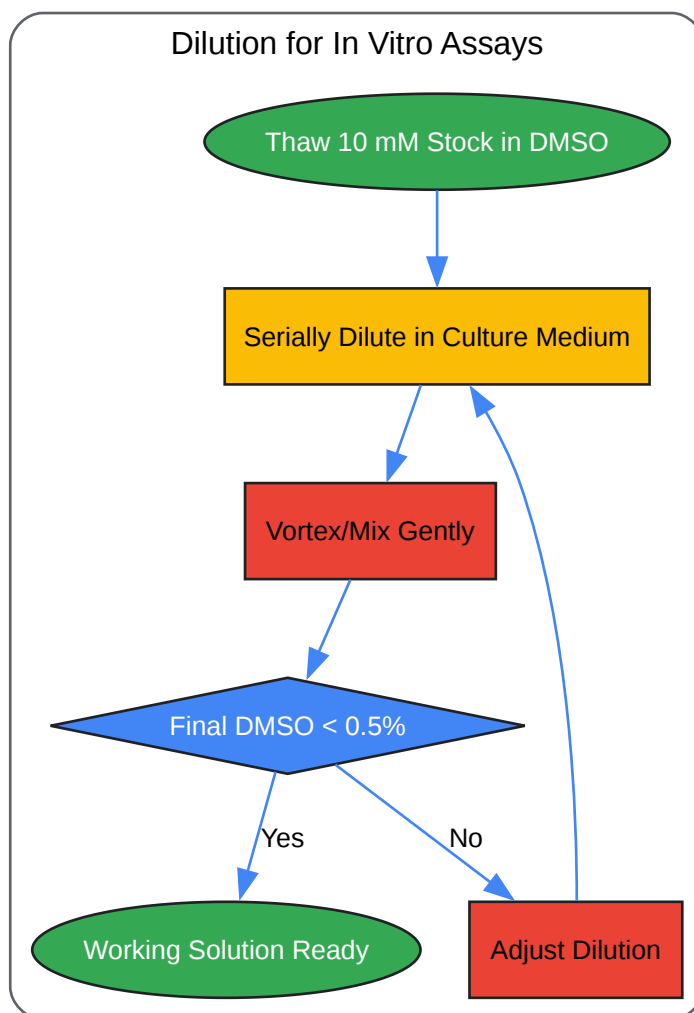 Dilution for In Vitro Assays
Thaw 10 mM Stock in DMSO
Serially Dilute in Culture Medium
Vortex/Mix Gently
Final DMSO < 0.5%
Yes
No
Working Solution Ready
Adjust Dilution